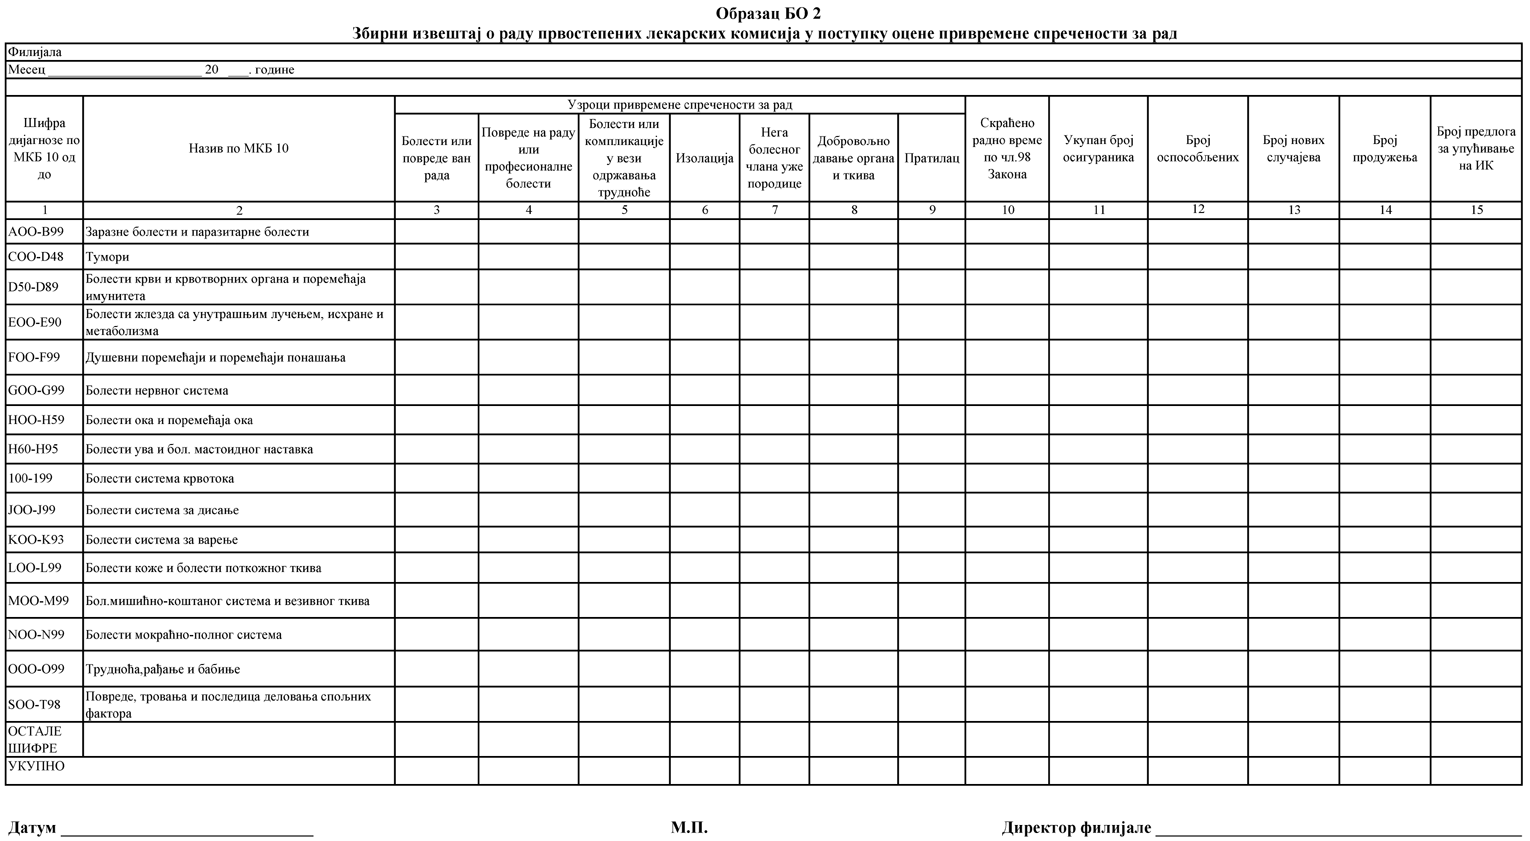 Образац БО 2
Збирни извештај о раду првостепених лекарских комисија у поступку оцене привремене спречености за рад
Филијала
Месец _______________________ 20 ___. године
Шифра
дијагнозе по
МКБ 10 од
до
Назив по МКБ 10
Узроци привремене спречености за рад
Болести или
повреде ван
рада
Повреде на раду
или
професионалне
болести
Болести или
компликације
у вези
одржавања
трудноће
Изолација
Нега
болесног
члана уже
породице
Добровољно
давање органа
и ткива
Пратилац
Скраћено
радно време
по чл.98
Закона
Укупан број
осигураника
Број
оспособљених
Број нових
случајева
Број
продужења
Број предлога
за упућивање
на ИК
1 2 3 4 5 6 7 8 9 10 11 12 13 14 15
АОО-В99 Заразне болести и паразитарне болести
СОО-D48 Тумори
D50-D89 Болести крви и крвотворних органа и поремећаја
имунитета
ЕОО-Е90 Болести жлезда са унутрашњим лучењем, исхране и
метаболизма
FOO-F99 Душевни поремећаји и поремећаји понашања
GOO-G99 Болести нервног система
НОО-Н59 Болести ока и поремећаја ока
Н60-Н95 Болести ува и бол. мастоидног наставка
100-199 Болести система крвотока
ЈОО-Ј99 Болести система за дисање
КОО-К93 Болести система за варење
LOO-L99 Болести коже и болести поткожног ткива
МОО-М99 Бол.мишићно-коштаног система и везивног ткива
NOO-N99 Болести мокраћно-полног система
ООО-О99 Трудноћа,рађање и бабиње
SOO-T98 Повреде, тровања и последица деловања спољних
фактора
ОСТАЛЕ
ШИФРЕ
УКУПНО
Датум ______________________________ М.П. Директор филијале ____________________________________________